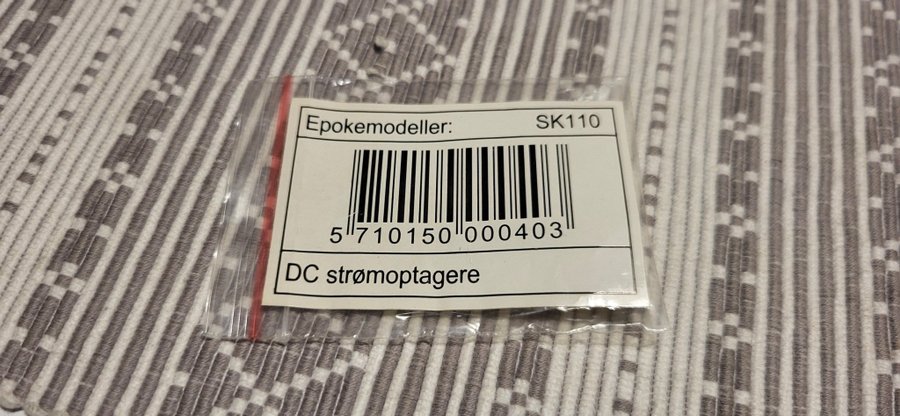 Epokemodeller: SK110
5 710150 000403
DC strømoptagere